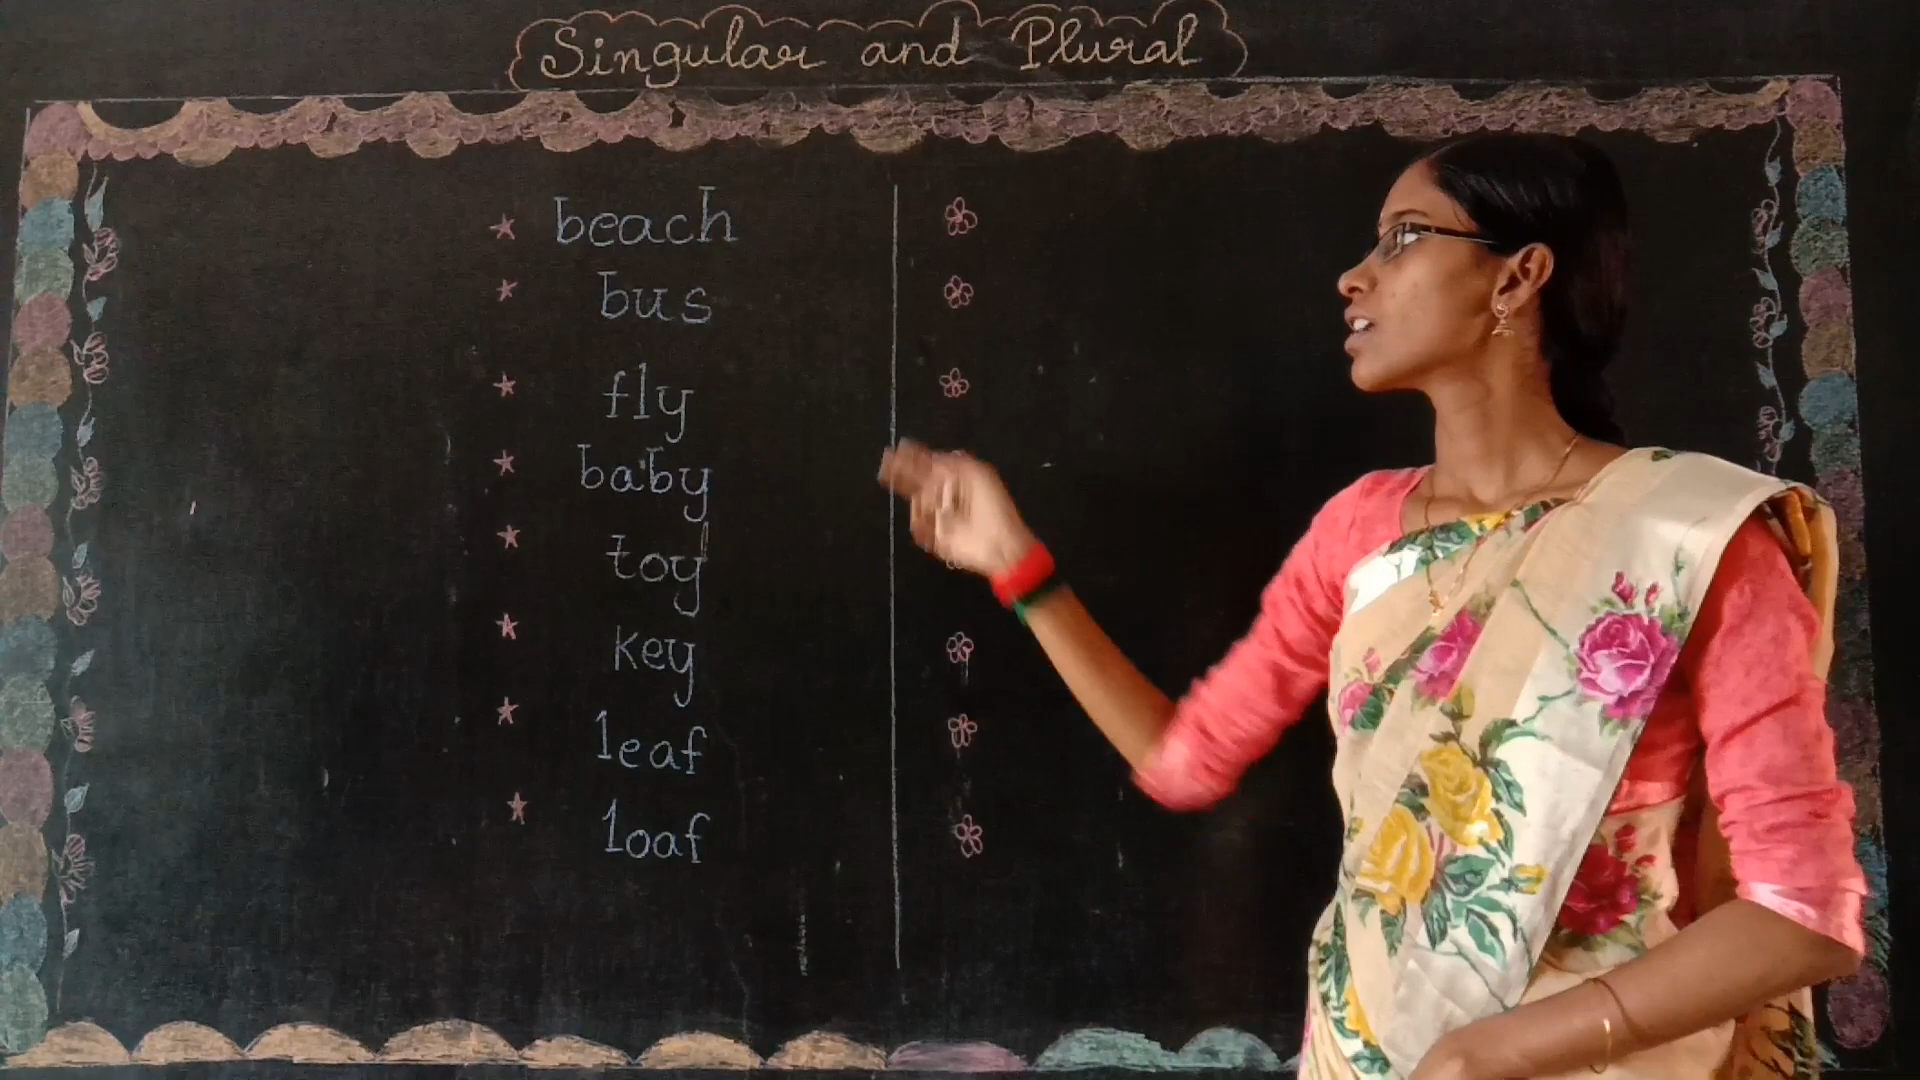 Singular and Plural
beach
bus
fly
baby
toy
key
leaf
loaf